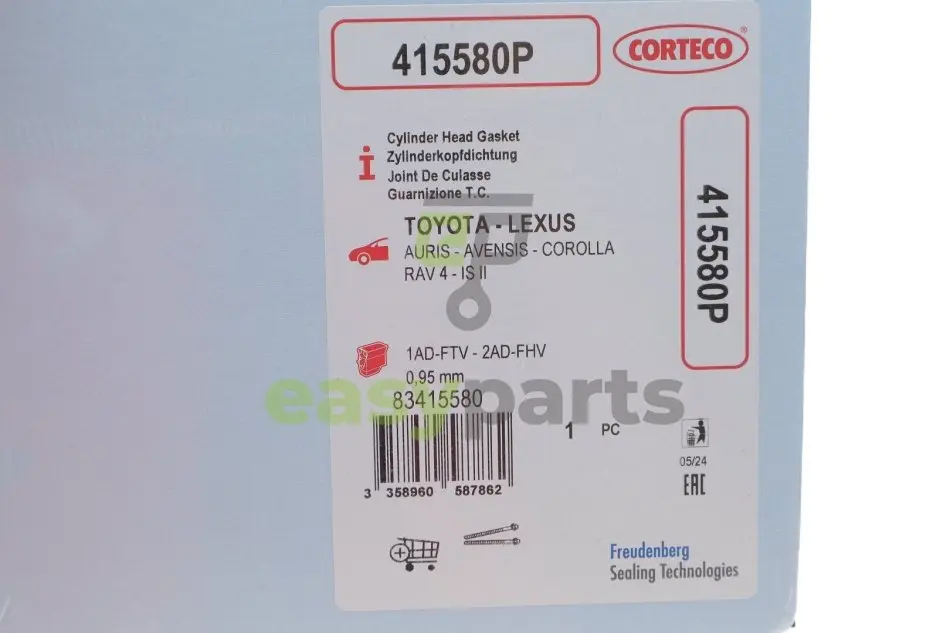 415580P
CORTECO®
Cylinder Head Gasket
Zylinderkopfdichtung
Joint De Culasse
Guarnizione T.C.
TOYOTA - LEXUS
AURIS - AVENSIS - COROLLA
RAV 4 - IS II
415580P
1AD-FTV - 2AD-FHV
0,95 mm
83415580
easyparts
1 PC
3 358960 587862
05/24
EAC
Freudenberg
Sealing Technologies